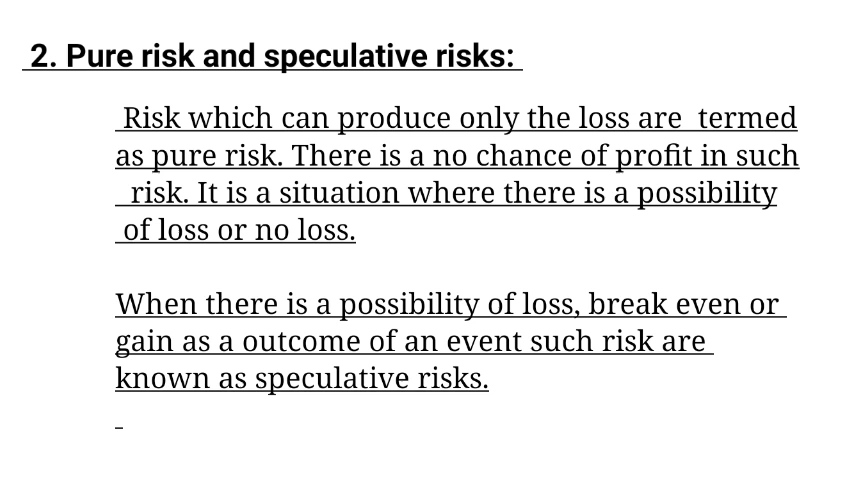 2. Pure risk and speculative risks:
Risk which can produce only the loss are termed
as pure risk. There is a no chance of profit in such
risk. It is a situation where there is a possibility
of loss or no loss.
When there is a possibility of loss, break even or
gain as a outcome of an event such risk are
known as speculative risks.